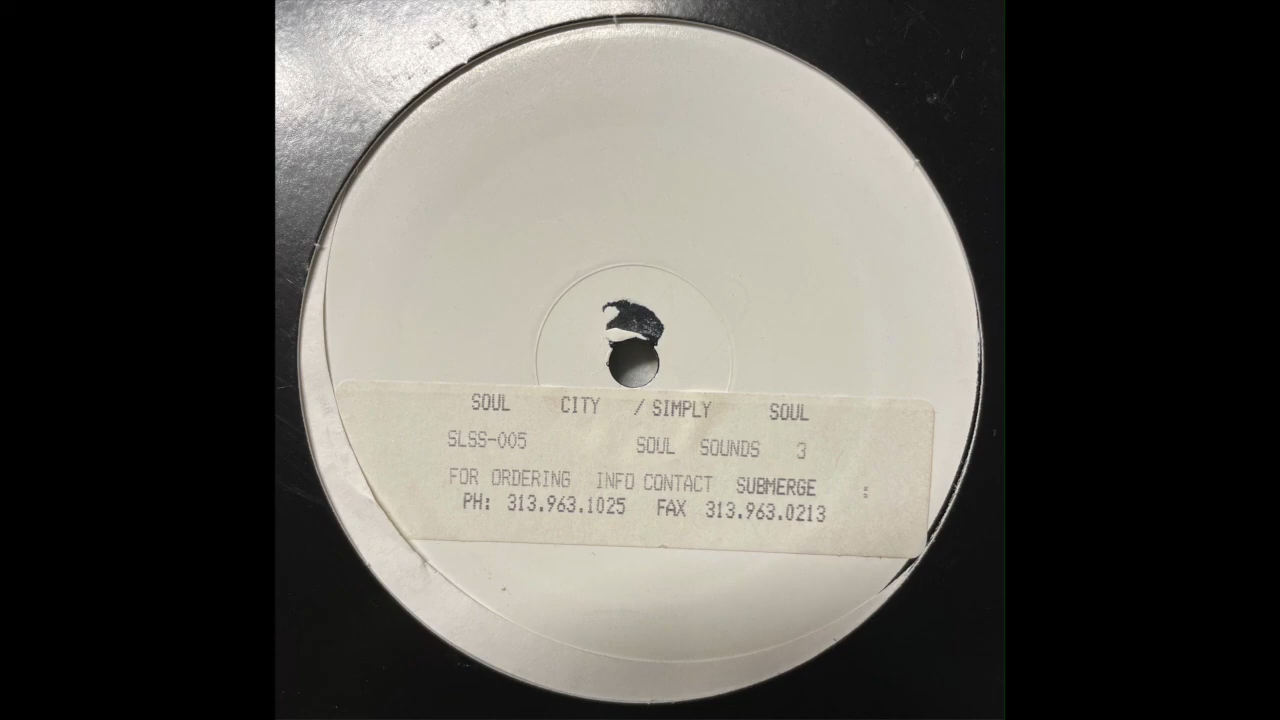 SOUL CITY / SIMPLY SOUL
SLSS-005 SOUL SOUNDS 3
FOR ORDERING INFO CONTACT SUBMERGE :
PH: 313.963.1025 FAX 313.963.0213